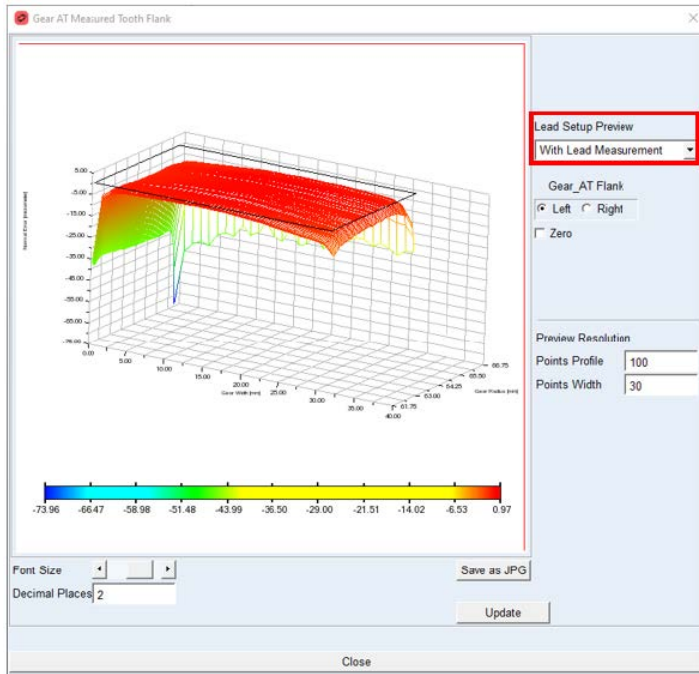 Gear AT Measured Tooth Flank
Lead Setup Preview
With Lead Measurement
Gear_AT Flank
Left Right
Zero
Preview Resolution
Points Profile 100
Points Width 30
5.00
-5.00
-15.00
-25.00
-35.00
-45.00
-55.00
-65.00
0.00
5.00
10.00
15.00
20.00
25.00
30.00
35.00
40.00
Gear Width [mm]
61.75
63.00
64.25
65.50
66.75
Gear Radius [mm]
-73.96 -66.47 -58.98 -51.48 -43.99 -36.50 -29.00 -21.51 -14.02 -6.53 0.97
Font Size
Save as JPG
Decimal Places 2
Update
Close